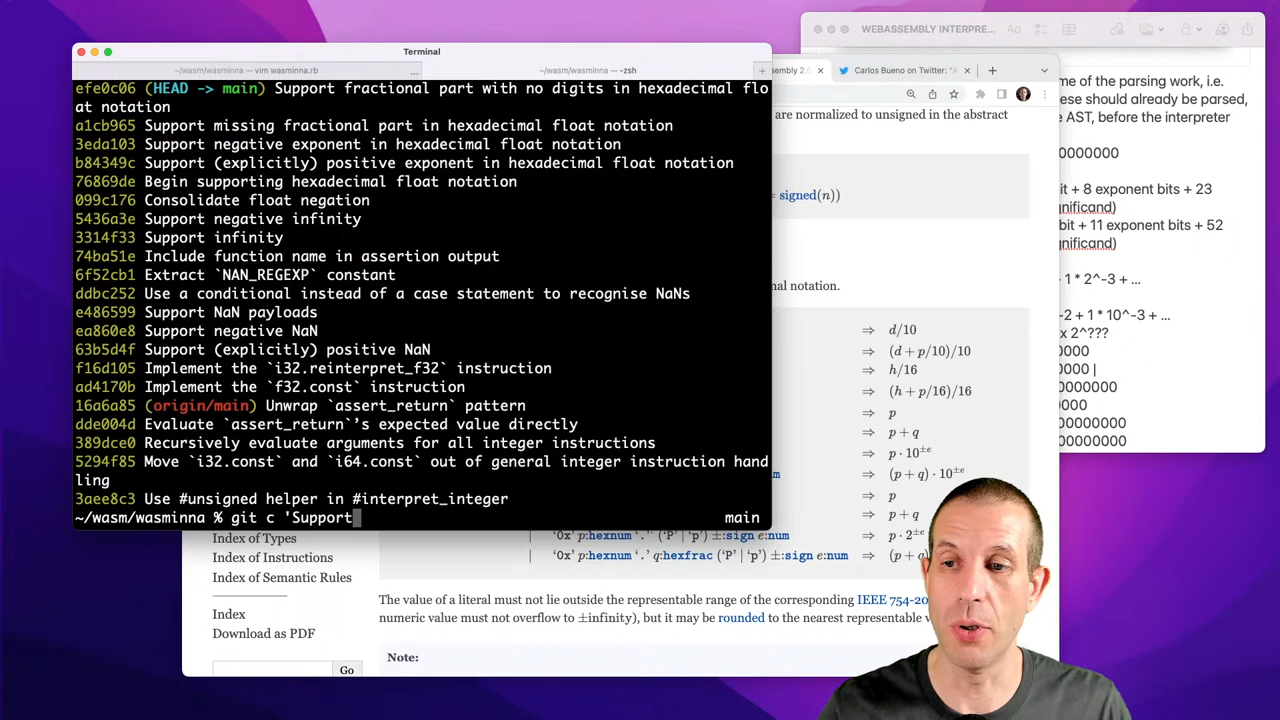 WEBASSEMBLY INTERPRE...
Terminal
~/wasm/wasminna — vim wasminna.rb
...
~/wasm/wasminna — -zsh
+
sembly 2.0
Carlos Bueno on Twitter: "A
efe0c06 (HEAD -> main) Support fractional part with no digits in hexadecimal flo
at notation
a1cb965 Support missing fractional part in hexadecimal float notation
3eda103 Support negative exponent in hexadecimal float notation
b84349c Support (explicitly) positive exponent in hexadecimal float notation
76869de Begin supporting hexadecimal float notation
099c176 Consolidate float negation
5436a3e Support negative infinity
3314f33 Support infinity
74ba51e Include function name in assertion output
6f52cb1 Extract `NAN_REGEXP` constant
ddbc252 Use a conditional instead of a case statement to recognise NaNs
e486599 Support NaN payloads
ea860e8 Support negative NaN
63b5d4f Support (explicitly) positive NaN
f16d105 Implement the `i32.reinterpret_f32` instruction
ad4170b Implement the `f32.const` instruction
16a6a85 (origin/main) Unwrap `assert_return` pattern
dde004d Evaluate `assert_return`'s expected value directly
389dce0 Recursively evaluate arguments for all integer instructions
5294f85 Move `i32.const` and `i64.const` out of general integer instruction hand
ling
3aee8c3 Use #unsigned helper in #interpret_integer
~/wasm/wasminna % git c 'Support
main
are normalized to unsigned in the abstract
= signed(n))
nal notation.
⇒ d/10
⇒ (d + p/10)/10
⇒ h/16
⇒ (h + p/16)/16
⇒ p
⇒ p + q
⇒ p · 10^±e
m ⇒ (p + q) · 10^±e
⇒ p
⇒ p + q
| '0x' p:hexnum '.'? ('P' | 'p') ±:sign e:num ⇒ p · 2^±e
| '0x' p:hexnum '.' q:hexfrac ('P' | 'p') ±:sign e:num ⇒ (p + q)
The value of a literal must not lie outside the representable range of the corresponding IEEE 754-20
numeric value must not overflow to ±infinity), but it may be rounded to the nearest representable v
Note:
Index of Types
Index of Instructions
Index of Semantic Rules
Index
Download as PDF
Go
me of the parsing work, i.e.
ese should already be parsed,
e AST, before the interpreter
0000000
it + 8 exponent bits + 23
gnificand)
bit + 11 exponent bits + 52
gnificand)
1 * 2^-3 + ...
-2 + 1 * 10^-3 + ...
x 2^???
0000
0000 |
0000000
0000
00000000
00000000